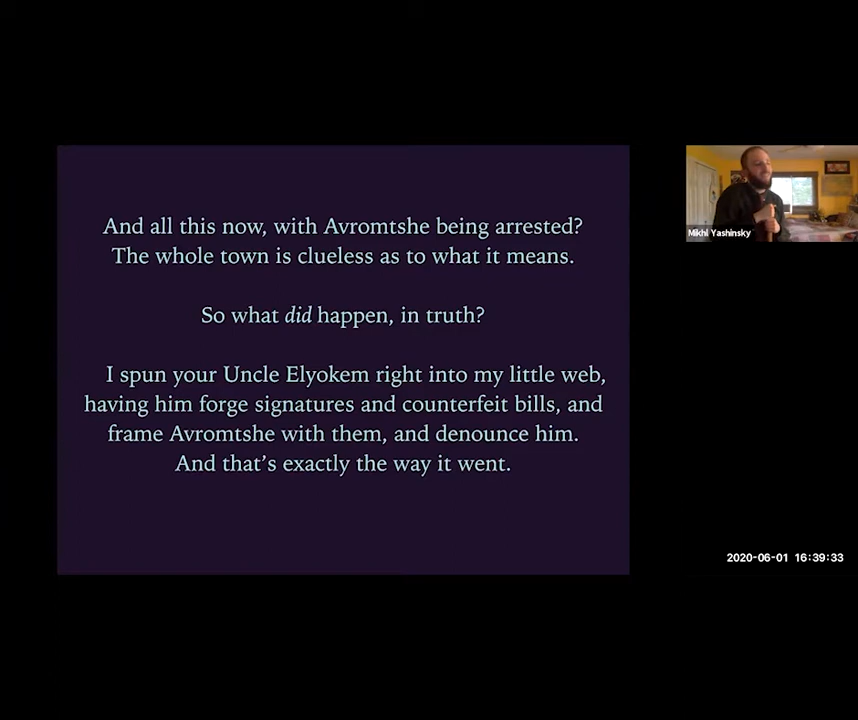 And all this now, with Avromtshe being arrested?
The whole town is clueless as to what it means.
So what did happen, in truth?
I spun your Uncle Elyokem right into my little web,
having him forge signatures and counterfeit bills, and
frame Avromtshe with them, and denounce him.
And that's exactly the way it went.
Mikhl Yashinsky
2020-06-01 16:39:33